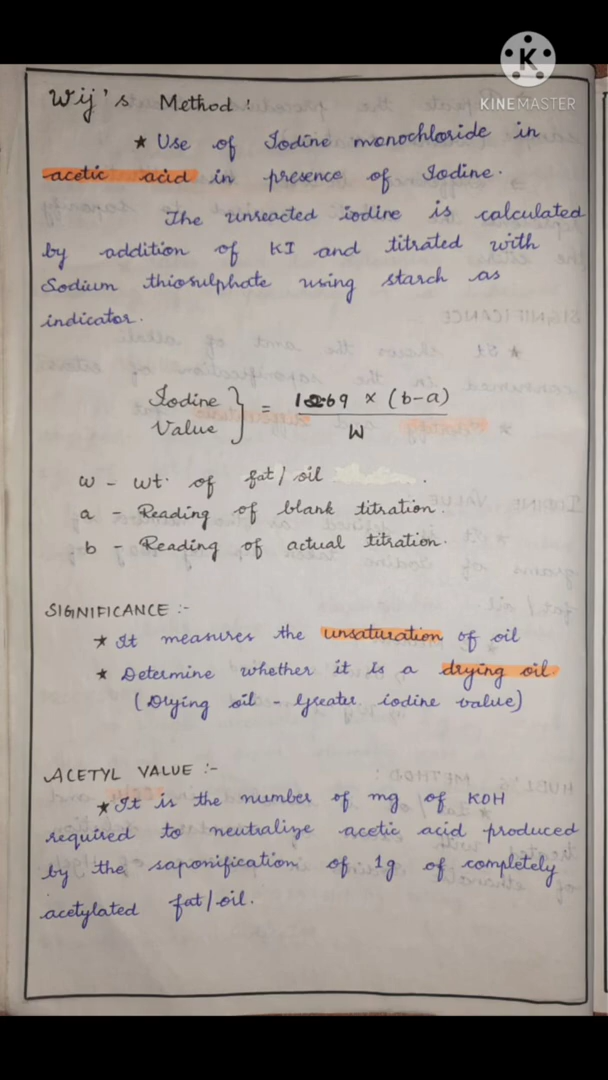 K
KINEMASTER
Wij's Method :
★ Use of Iodine monochloride in
acetic acid in presence of Iodine.
The unreacted iodine is calculated
by addition of KI and titrated with
Sodium thiosulphate using starch as
indicator.
Iodine Value } = 1.269 × (b-a) / W
w - wt. of fat/oil
a - Reading of blank titration.
b - Reading of actual titration.
SIGNIFICANCE :-
★ It measures the unsaturation of oil
★ Determine whether it is a drying oil.
(Drying oil - Greater iodine value)
ACETYL VALUE :-
★ It is the number of mg of KOH
required to neutralize acetic acid produced
by the saponification of 1g of completely
acetylated fat/oil.